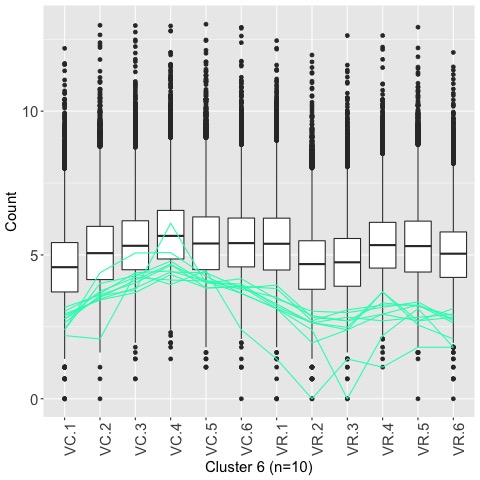 10
5
0
Count
VC.1
VC.2
VC.3
VC.4
VC.5
VC.6
VR.1
VR.2
VR.3
VR.4
VR.5
VR.6
Cluster 6 (n=10)